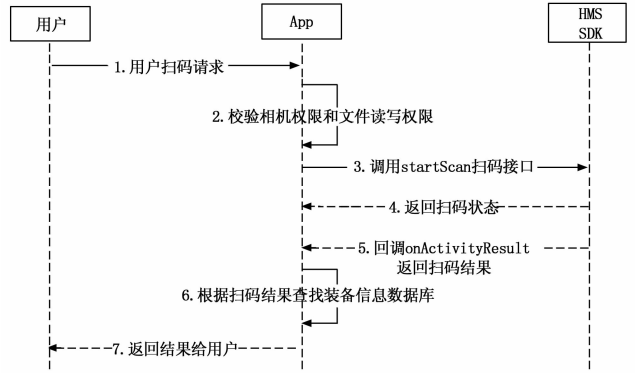 用户
App
HMS
SDK
1.用户扫码请求
2.校验相机权限和文件读写权限
3.调用startScan扫码接口
4.返回扫码状态
5.回调onActivityResult
返回扫码结果
6.根据扫码结果查找装备信息数据库
7.返回结果给用户